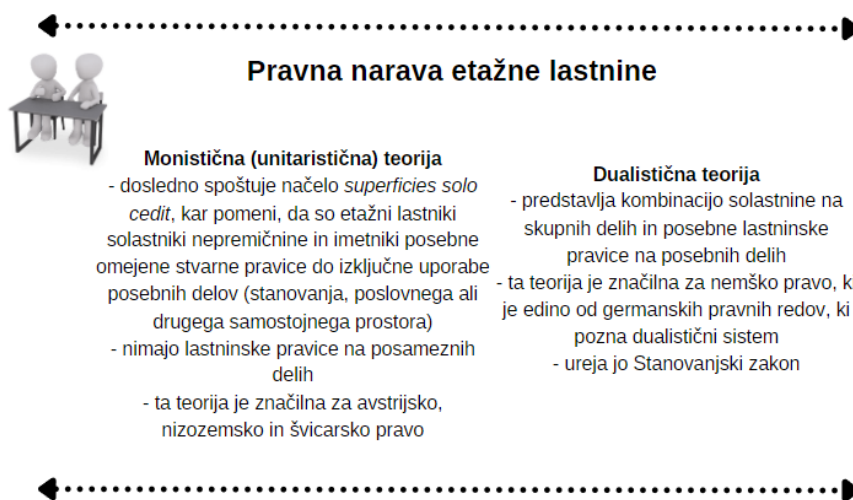 Pravna narava etažne lastnine
Monistična (unitaristična) teorija
- dosledno spoštuje načelo superficies solo
cedit, kar pomeni, da so etažni lastniki
solastniki nepremičnine in imetniki posebne
omejene stvarne pravice do izključne uporabe
posebnih delov (stanovanja, poslovnega ali
drugega samostojnega prostora)
- nimajo lastninske pravice na posameznih
delih
- ta teorija je značilna za avstrijsko,
nizozemsko in švicarsko pravo
Dualistična teorija
- predstavlja kombinacijo solastnine na
skupnih delih in posebne lastninske
pravice na posebnih delih
- ta teorija je značilna za nemško pravo, k
je edino od germanskih pravnih redov, ki
pozna dualistični sistem
- ureja jo Stanovanjski zakon